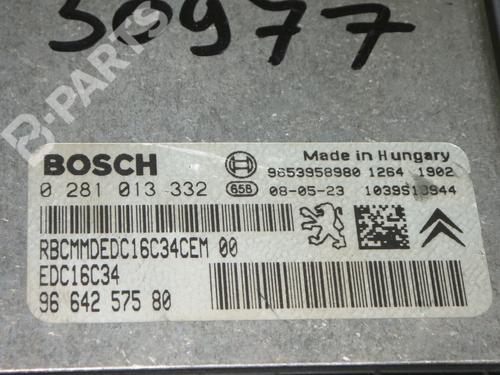 30977
B-PARTS
BOSCH
Made in Hungary
9653958980 1264 1902
0 281 013 332
658
08-05-23
1039S13944
RBCMMDEDC16C34CEM 00
EDC16C34
96 642 575 80